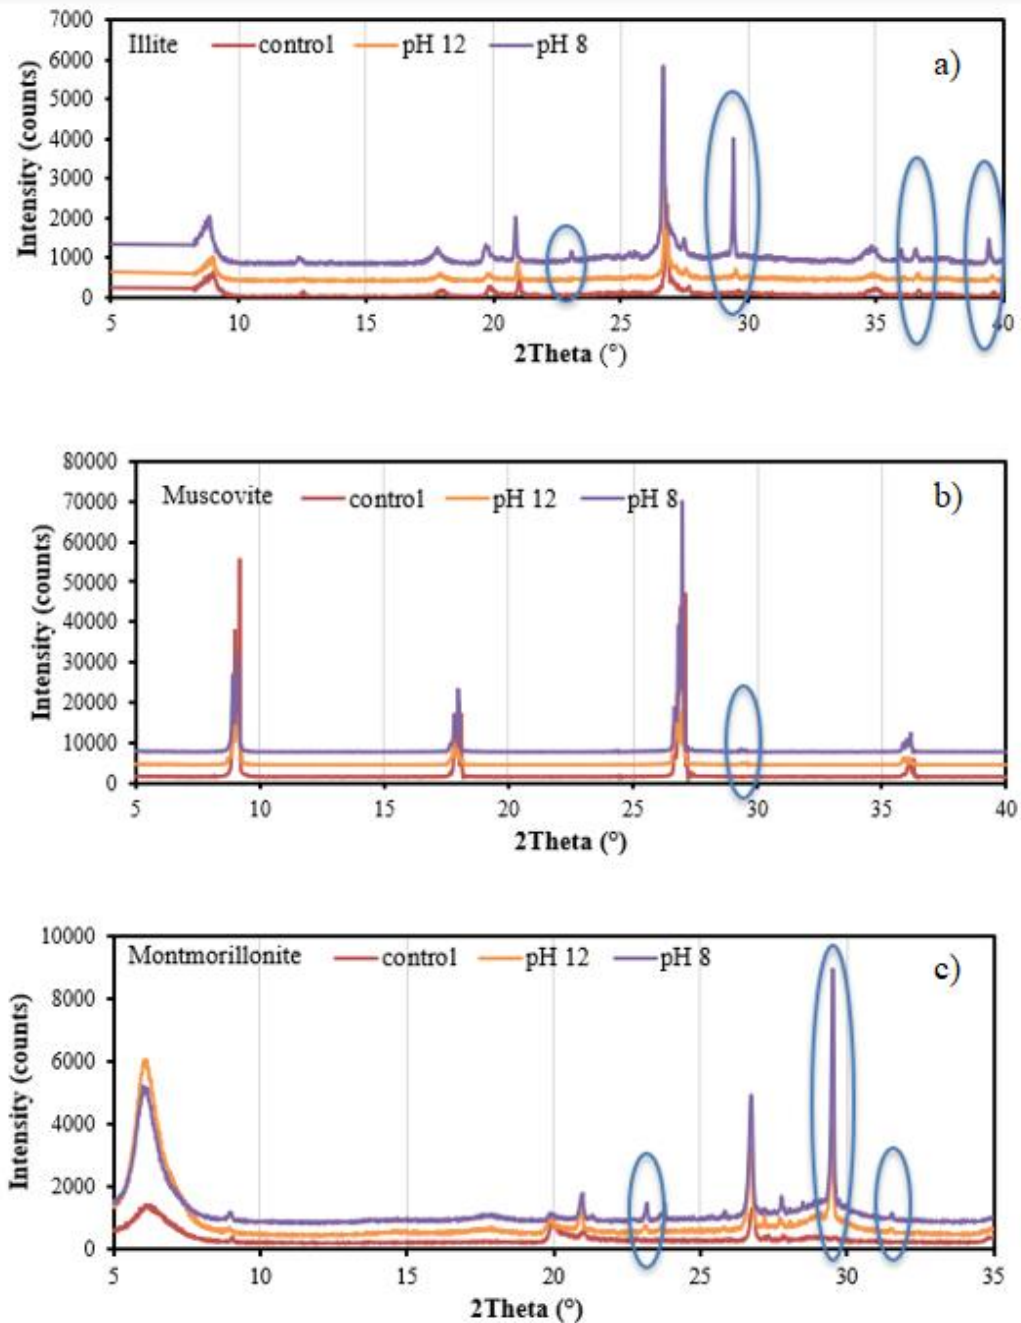 7000
Illite control pH 12 pH 8
a)
6000
5000
4000
3000
2000
1000
0
Intensity (counts)
5 10 15 20 25 30 35 40
2Theta (°)
80000
Muscovite control pH 12 pH 8
b)
70000
60000
50000
40000
30000
20000
10000
0
Intensity (counts)
5 10 15 20 25 30 35 40
2Theta (°)
10000
Montmorillonite control pH 12 pH 8
c)
8000
6000
4000
2000
0
Intensity (counts)
5 10 15 20 25 30 35
2Theta (°)